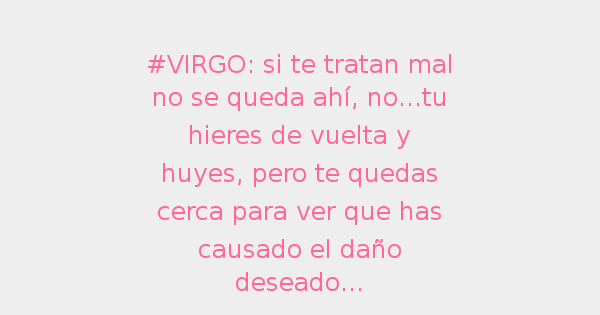 #VIRGO: si te tratan mal
no se queda ahí, no...tu
hieres de vuelta y
huyes, pero te quedas
cerca para ver que has
causado el daño
deseado...